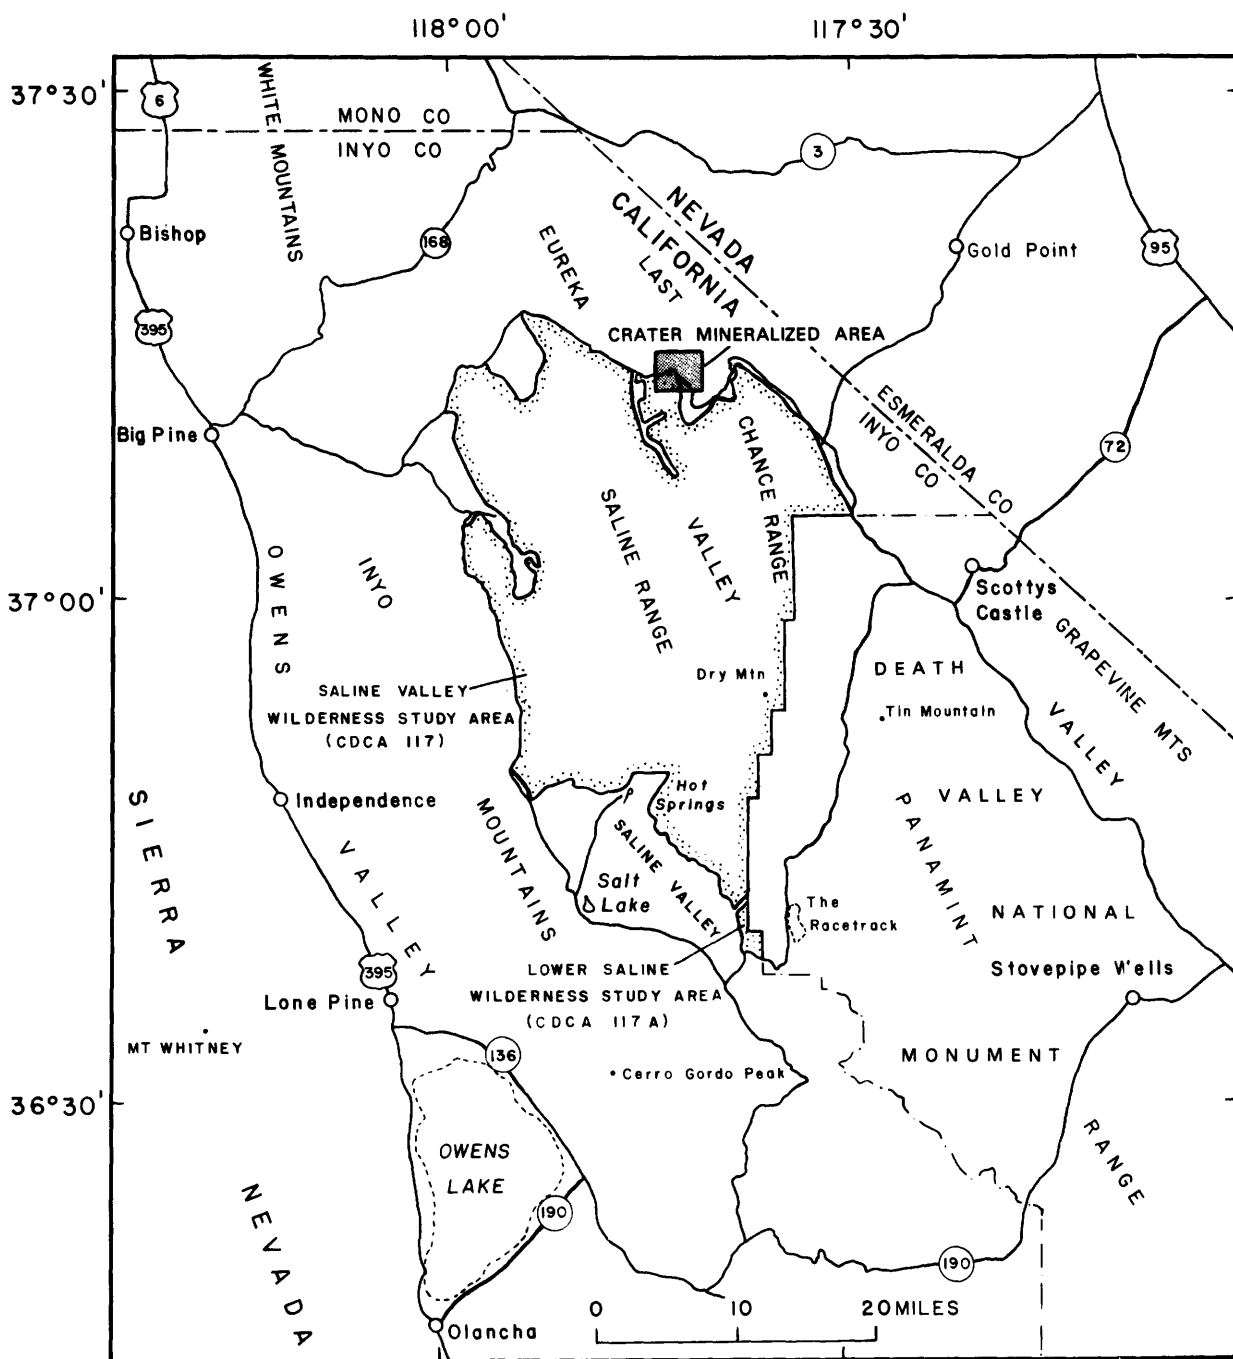 118°00'
117°30'
37°30'
6
WHITE MOUNTAINS
MONO CO
INYO CO
3
NEVADA
CALIFORNIA
Bishop
168
EUREKA
LAST
Gold Point
95
395
CRATER MINERALIZED AREA
ESMERALDA CO
INYO CO
Big Pine
CHANCE RANGE
72
SALINE RANGE
VALLEY
OWENS
INYO
37°00'
Scottys
Castle
GRAPEVINE MTS
DEATH
Dry Mtn
SALINE VALLEY
WILDERNESS STUDY AREA
(CDCA 117)
Tin Mountain
VALLEY
Hot
Springs
VALLEY
Independence
SIERRA
MOUNTAINS
PANAMINT
SALINE VALLEY
VALLEY
Salt
Lake
The
Racetrack
NATIONAL
395
LOWER SALINE
WILDERNESS STUDY AREA
(CDCA 117A)
Stovepipe Wells
Lone Pine
MT WHITNEY
136
MONUMENT
Cerro Gordo Peak
36°30'
RANGE
OWENS
LAKE
NEVADA
190
190
0 10 20 MILES
Olancha